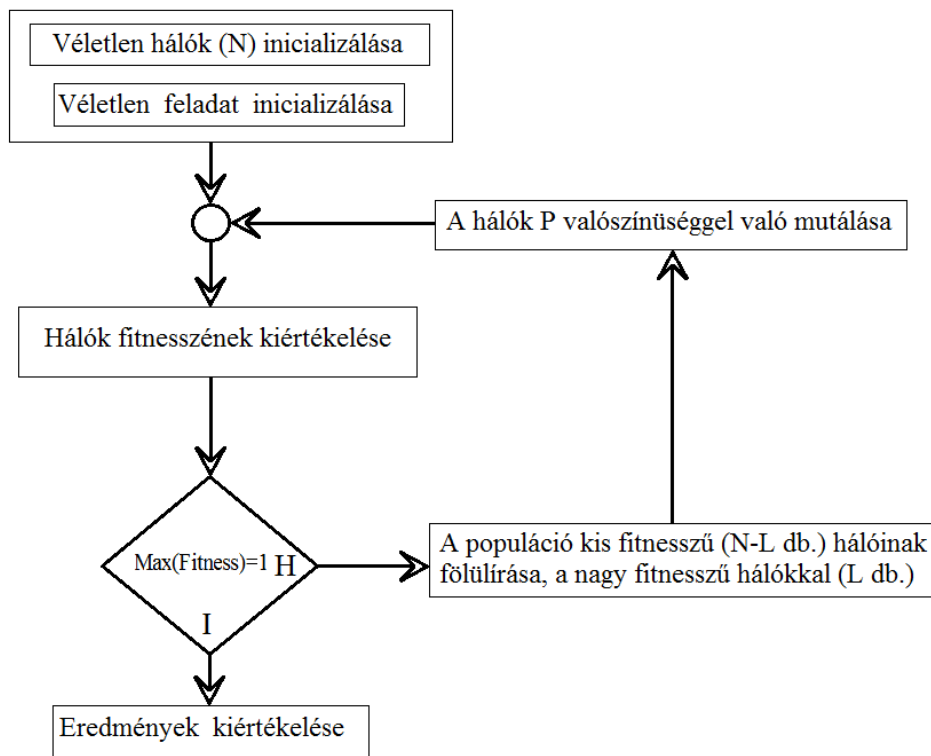 Véletlen hálók (N) inicializálása
Véletlen feladat inicializálása
A hálók P valószínüséggel való mutálása
Hálók fitnesszének kiértékelése
Max(Fitness)=1 H
I
A populáció kis fitnesszű (N-L db.) hálóinak
fölülírása, a nagy fitnesszű hálókkal (L db.)
Eredmények kiértékelése